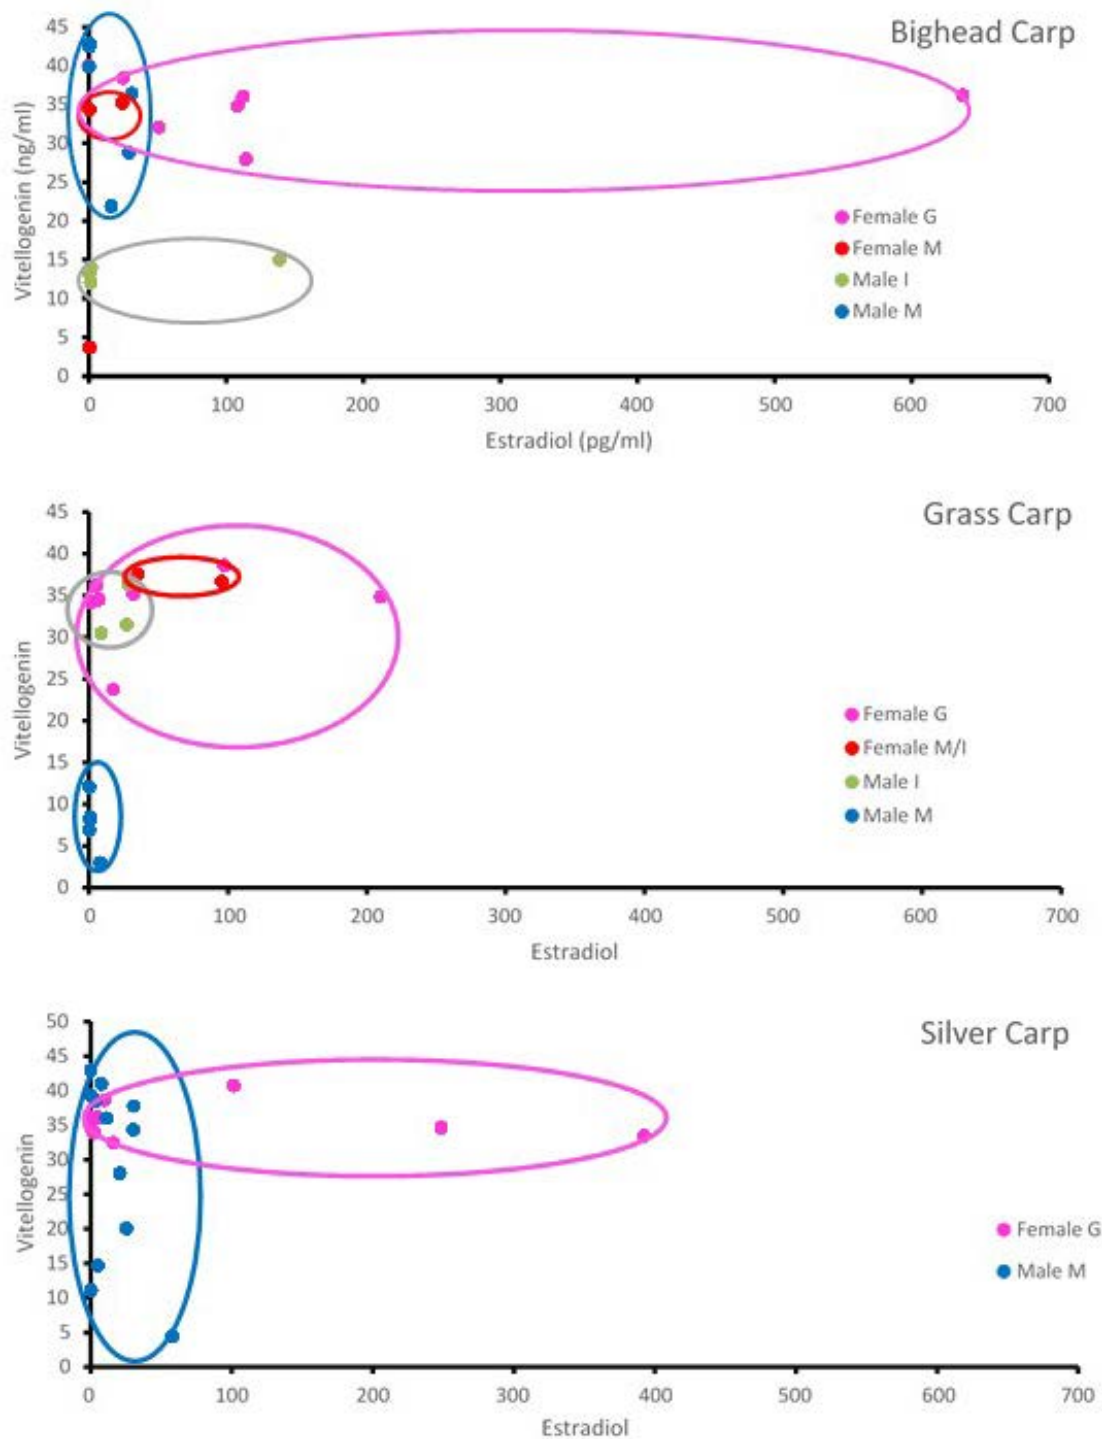 Bighead Carp
45
40
35
30
25
20
15
10
5
0
Vitellogenin (ng/ml)
Female G
Female M
Male I
Male M
0 100 200 300 400 500 600 700
Estradiol (pg/ml)
Grass Carp
45
40
35
30
25
20
15
10
5
0
Vitellogenin
Female G
Female M/I
Male I
Male M
0 100 200 300 400 500 600 700
Estradiol
Silver Carp
50
45
40
35
30
25
20
15
10
5
0
Vitellogenin
Female G
Male M
0 100 200 300 400 500 600 700
Estradiol